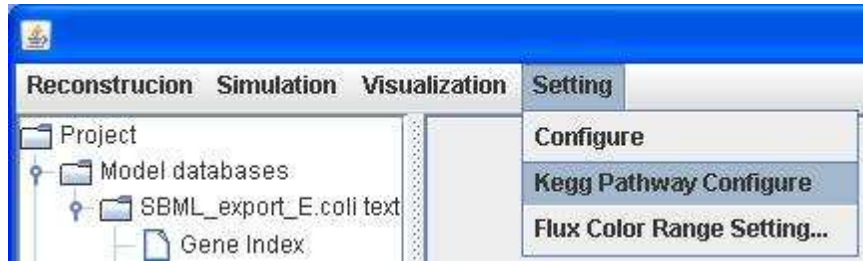 Reconstrucion Simulation Visualization Setting
Project
Model databases
SBML_export_E.coli text
Gene Index
Configure
Kegg Pathway Configure
Flux Color Range Setting...